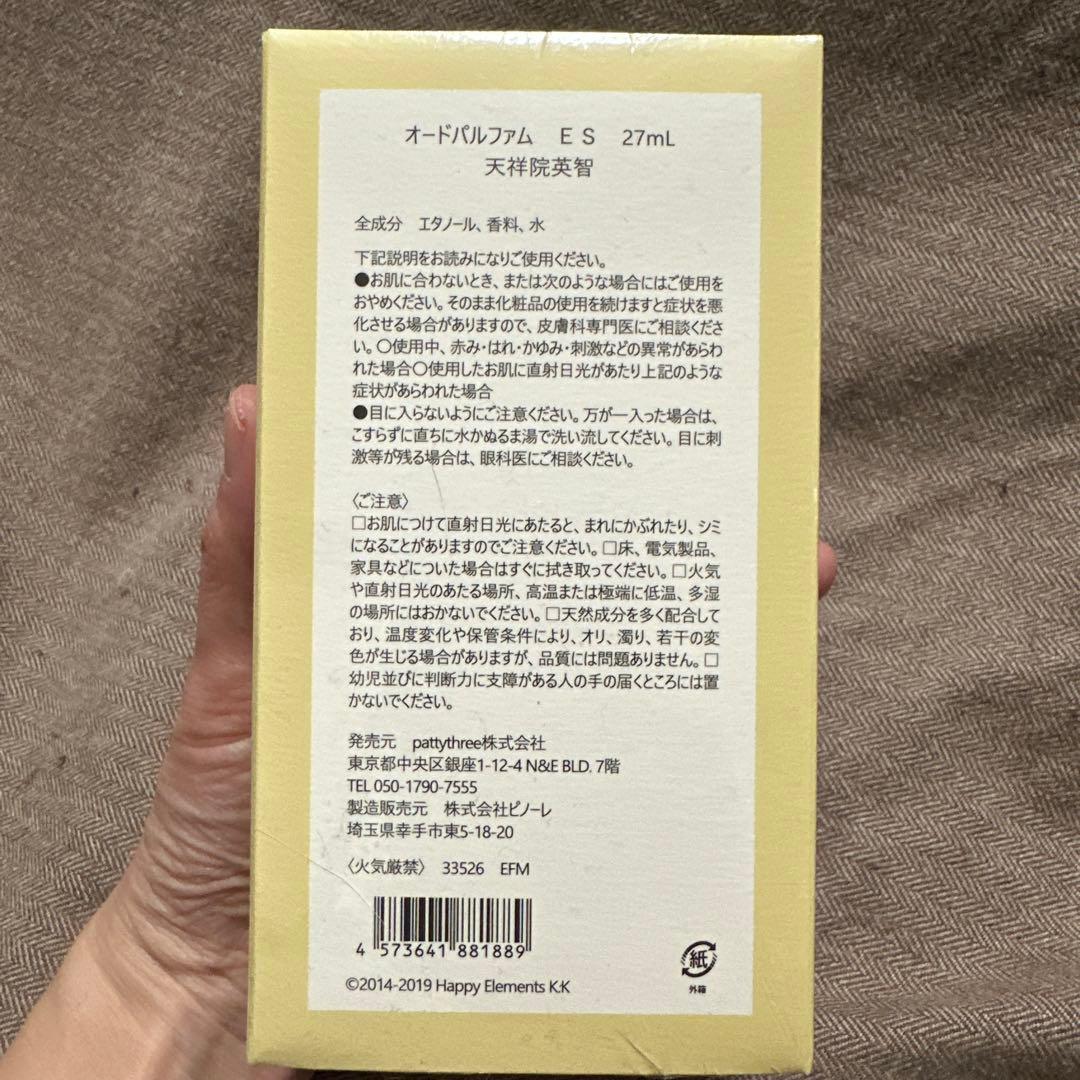 オードパルファム　ＥＳ　27mL
天祥院英智
全成分　エタノール、香料、水
下記説明をお読みになりご使用ください。
●お肌に合わないとき、または次のような場合にはご使用を
おやめください。そのまま化粧品の使用を続けますと症状を悪
化させる場合がありますので、皮膚科専門医にご相談くださ
い。〇使用中、赤み・はれ・かゆみ・刺激などの異常があらわ
れた場合〇使用したお肌に直射日光があたり上記のような
症状があらわれた場合
●目に入らないようにご注意ください。万が一入った場合は、
こすらずに直ちに水かぬるま湯で洗い流してください。目に刺
激等が残る場合は、眼科医にご相談ください。
〈ご注意〉
□お肌につけて直射日光にあたると、まれにかぶれたり、シミ
になることがありますのでご注意ください。□床、電気製品、
家具などについた場合はすぐに拭き取ってください。□火気
や直射日光のあたる場所、高温または極端に低温、多湿
の場所にはおかないでください。□天然成分を多く配合して
おり、温度変化や保管条件により、オリ、濁り、若干の変
色が生じる場合がありますが、品質には問題ありません。□
幼児並びに判断力に支障がある人の手の届くところには置
かないでください。
発売元　pattythree株式会社
東京都中央区銀座1-12-4 N&E BLD. 7階
TEL 050-1790-7555
製造販売元　株式会社ピノーレ
埼玉県幸手市東5-18-20
〈火気厳禁〉　33526　EFM
4 573641 881889
紙
外箱
©2014-2019 Happy Elements K.K